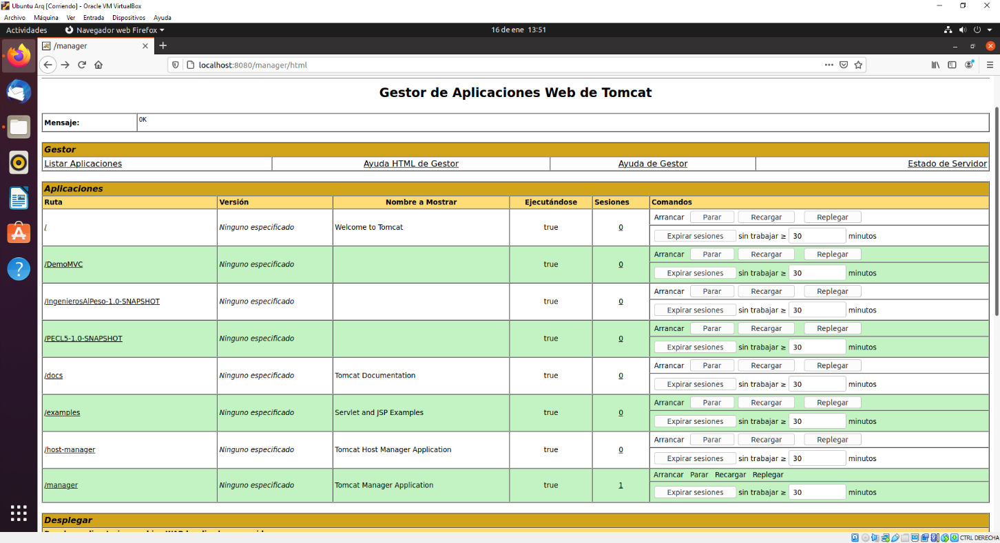 Ubuntu Arq [Corriendo] - Oracle VM VirtualBox
Archivo Máquina Ver Entrada Dispositivos Ayuda
Actividades Navegador web Firefox 16 de ene 13:51
/manager
localhost:8080/manager/html
Gestor de Aplicaciones Web de Tomcat
Mensaje: OK
Gestor
Listar Aplicaciones Ayuda HTML de Gestor Ayuda de Gestor Estado de Servidor
Aplicaciones
Ruta Versión Nombre a Mostrar Ejecutándose Sesiones Comandos
/ Ninguno especificado Welcome to Tomcat true 0 Arrancar Parar Recargar Replegar
Expirar sesiones sin trabajar ≥ 30 minutos
/DemoMVC Ninguno especificado true 0 Arrancar Parar Recargar Replegar
Expirar sesiones sin trabajar ≥ 30 minutos
/IngenierosAlPeso-1.0-SNAPSHOT Ninguno especificado true 0 Arrancar Parar Recargar Replegar
Expirar sesiones sin trabajar ≥ 30 minutos
/PECL5-1.0-SNAPSHOT Ninguno especificado true 0 Arrancar Parar Recargar Replegar
Expirar sesiones sin trabajar ≥ 30 minutos
/docs Ninguno especificado Tomcat Documentation true 0 Arrancar Parar Recargar Replegar
Expirar sesiones sin trabajar ≥ 30 minutos
/examples Ninguno especificado Servlet and JSP Examples true 0 Arrancar Parar Recargar Replegar
Expirar sesiones sin trabajar ≥ 30 minutos
/host-manager Ninguno especificado Tomcat Host Manager Application true 0 Arrancar Parar Recargar Replegar
Expirar sesiones sin trabajar ≥ 30 minutos
/manager Ninguno especificado Tomcat Manager Application true 1 Arrancar Parar Recargar Replegar
Expirar sesiones sin trabajar ≥ 30 minutos
Desplegar
CTRL DERECHA